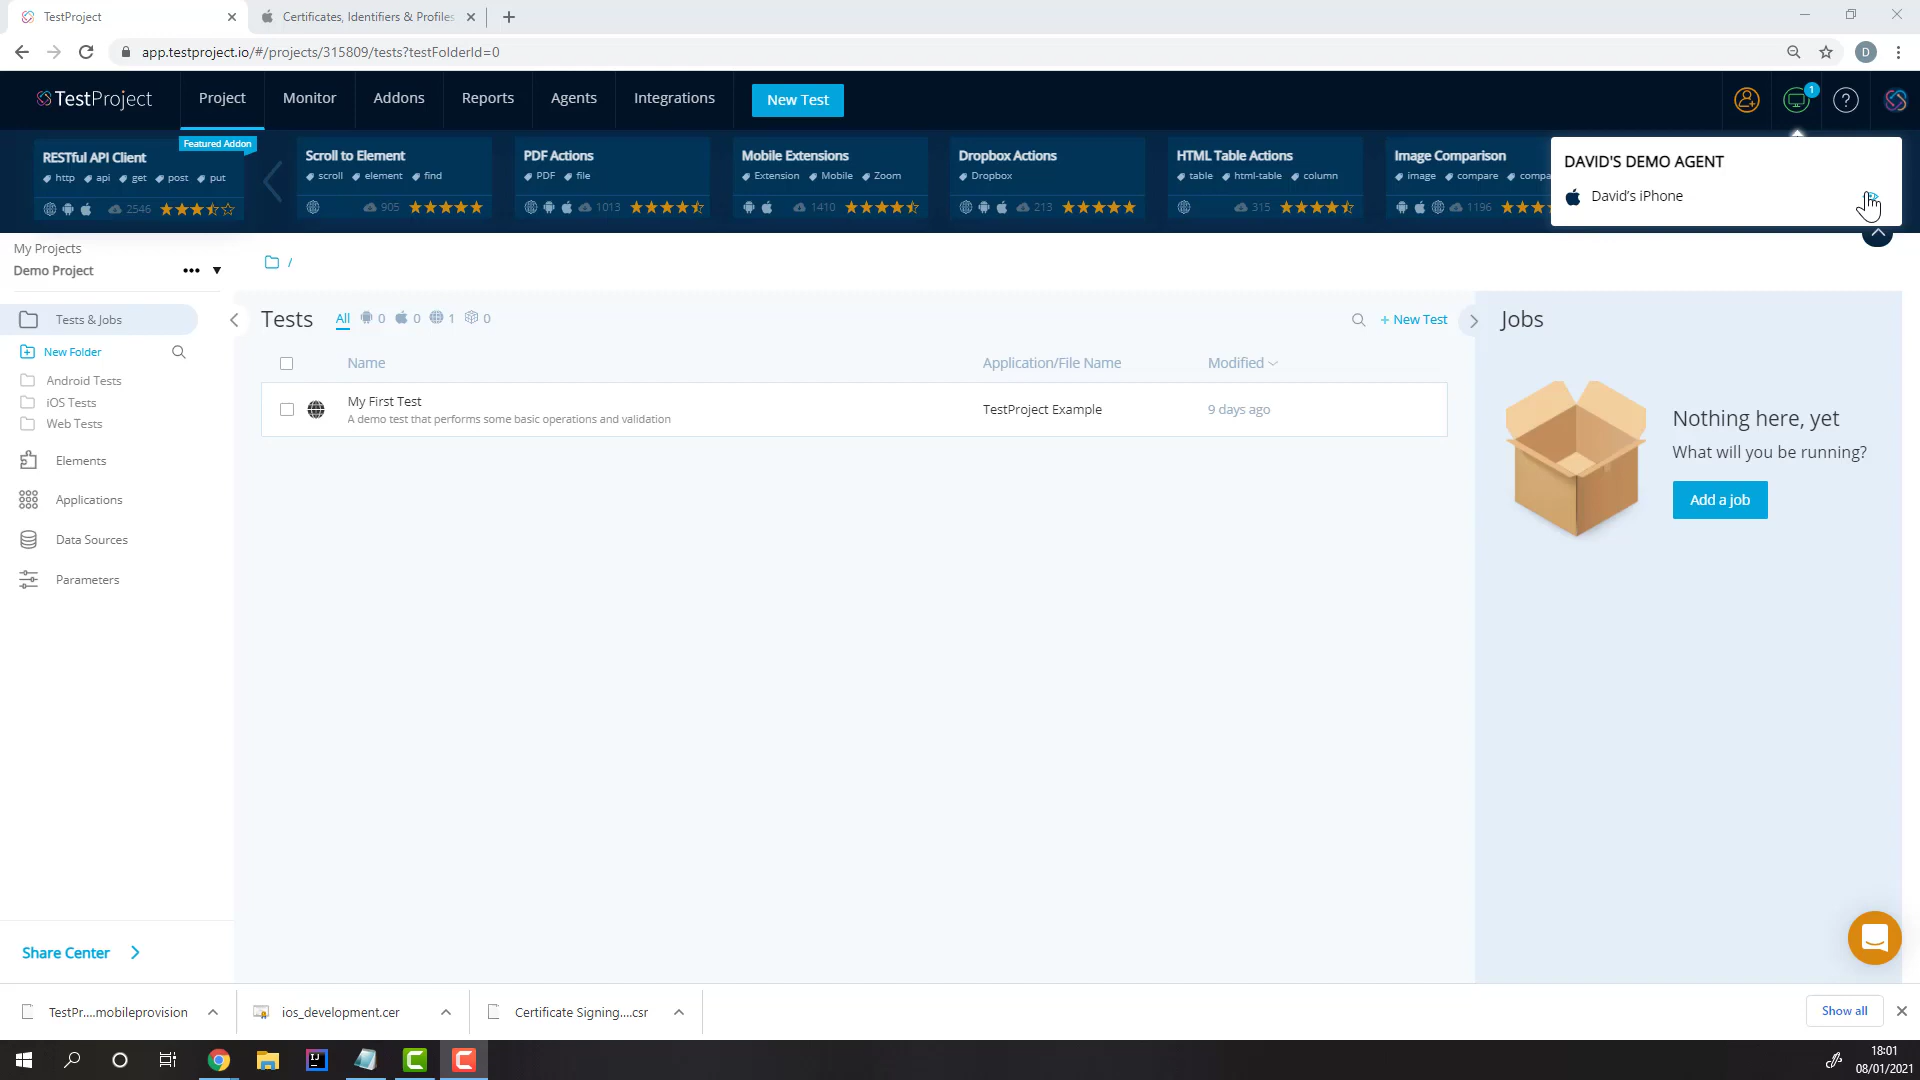 TestProject
Certificates, Identifiers & Profiles
app.testproject.io/#/projects/315809/tests?testFolderId=0
D
TestProject
Project
Monitor
Addons
Reports
Agents
Integrations
New Test
1
?
RESTful API Client
Featured Addon
http api get post put
2546
Scroll to Element
scroll element find
905
PDF Actions
PDF file
1013
Mobile Extensions
Extension Mobile Zoom
1410
Dropbox Actions
Dropbox
213
HTML Table Actions
table html-table column
315
Image Comparison
image compare compa
1196
DAVID'S DEMO AGENT
David's iPhone
My Projects
Demo Project
Tests & Jobs
New Folder
Android Tests
iOS Tests
Web Tests
Elements
Applications
Data Sources
Parameters
Share Center
/
Tests All 0 0 1 0
+ New Test
Name Application/File Name Modified
My First Test
A demo test that performs some basic operations and validation
TestProject Example
9 days ago
Jobs
Nothing here, yet
What will you be running?
Add a job
TestPr....mobileprovision
ios_development.cer
Certificate Signing....csr
Show all
18:01
08/01/2021